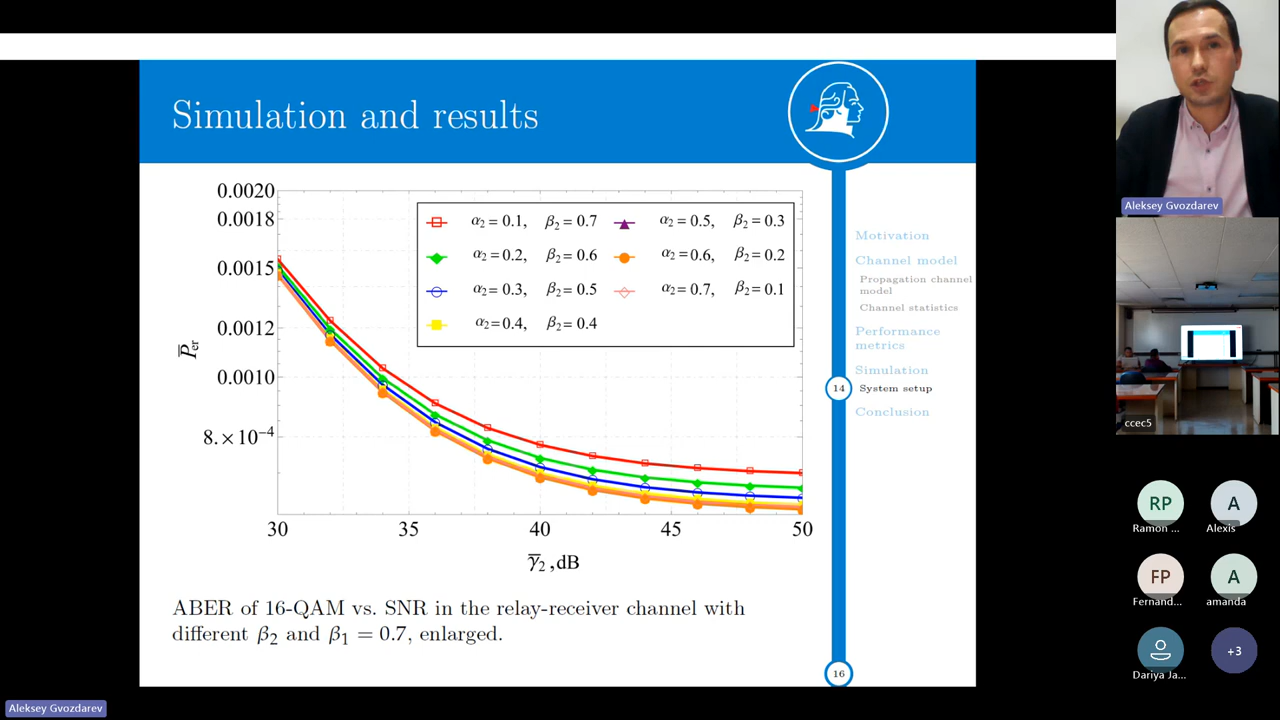 Simulation and results
0.0020
0.0018
0.0015
0.0012
0.0010
8.×10⁻⁴
P̅er
α₂ = 0.1, β₂ = 0.7
α₂ = 0.2, β₂ = 0.6
α₂ = 0.3, β₂ = 0.5
α₂ = 0.4, β₂ = 0.4
α₂ = 0.5, β₂ = 0.3
α₂ = 0.6, β₂ = 0.2
α₂ = 0.7, β₂ = 0.1
30 35 40 45 50
γ̅₂ ,dB
ABER of 16-QAM vs. SNR in the relay-receiver channel with
different β₂ and β₁ = 0.7, enlarged.
Motivation
Channel model
Propagation channel
model
Channel statistics
Performance
metrics
Simulation
14
System setup
Conclusion
16
Aleksey Gvozdarev
ccec5
RP
Ramon ...
A
Alexis
FP
Fernand...
A
amanda
Dariya Ja...
+3
Aleksey Gvozdarev